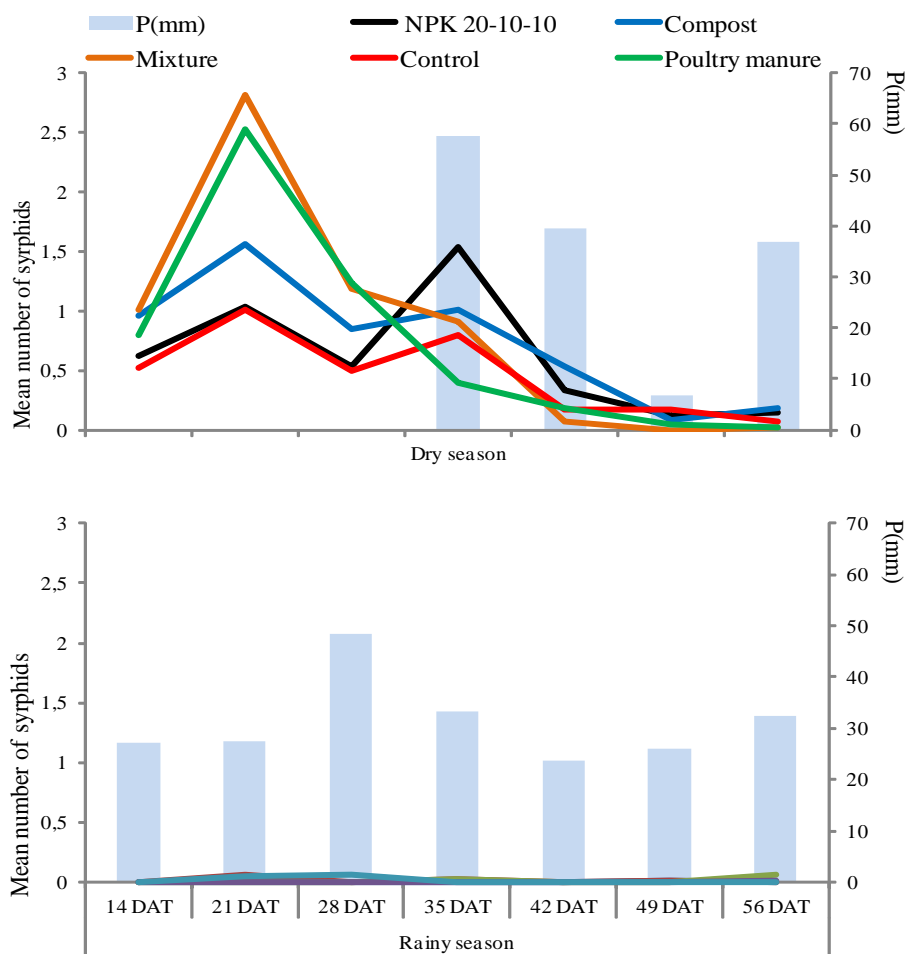 P(mm) NPK 20-10-10 Compost
Mixture Control Poultry manure
3 70
2,5 60
2 50
1,5 40
1 30
0,5 20
0 10
0
Mean number of syrphids
P(mm)
Dry season
3 70
2,5 60
2 50
1,5 40
1 30
0,5 20
0 10
0
Mean number of syrphids
P(mm)
14 DAT 21 DAT 28 DAT 35 DAT 42 DAT 49 DAT 56 DAT
Rainy season